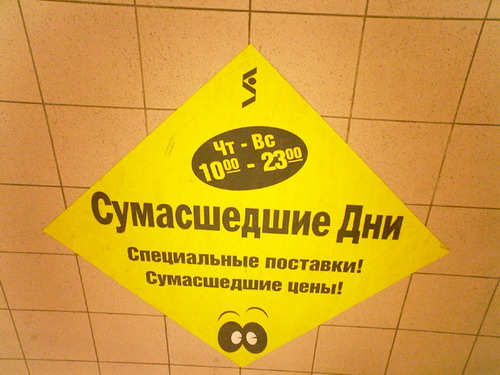 Чт - Вс
10⁰⁰ - 23⁰⁰
Сумасшедшие Дни
Специальные поставки!
Сумасшедшие цены!